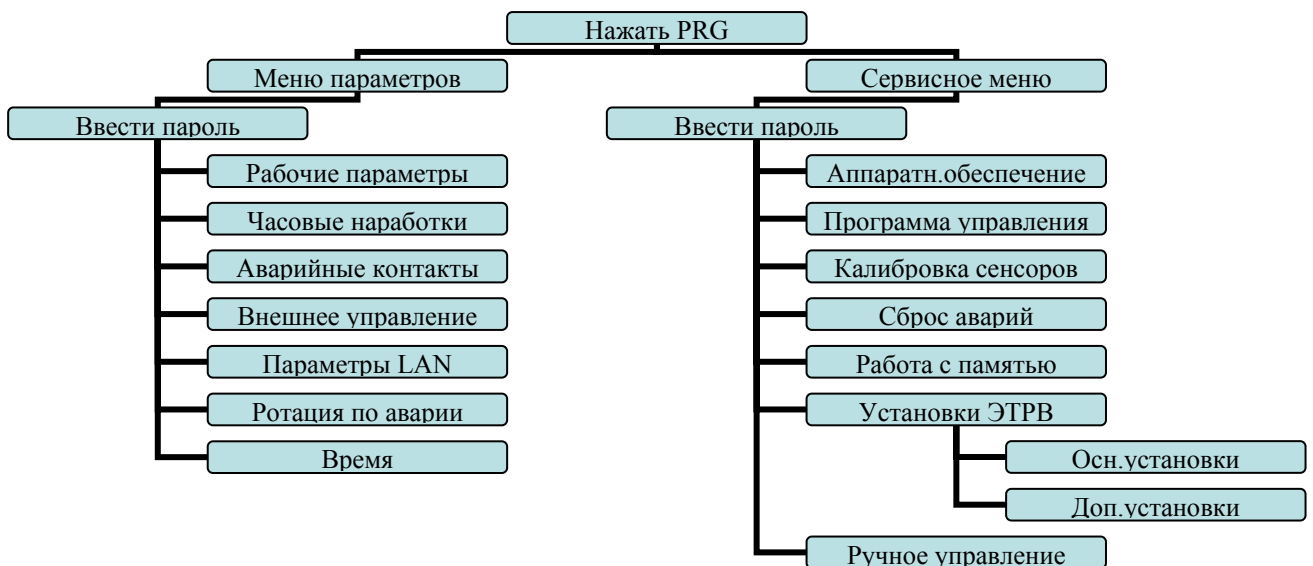 Нажать PRG
Меню параметров
Сервисное меню
Ввести пароль
Ввести пароль
Рабочие параметры
Аппаратн.обеспечение
Часовые наработки
Программа управления
Аварийные контакты
Калибровка сенсоров
Внешнее управление
Сброс аварий
Параметры LAN
Работа с памятью
Ротация по аварии
Установки ЭТРВ
Время
Осн.установки
Доп.установки
Ручное управление